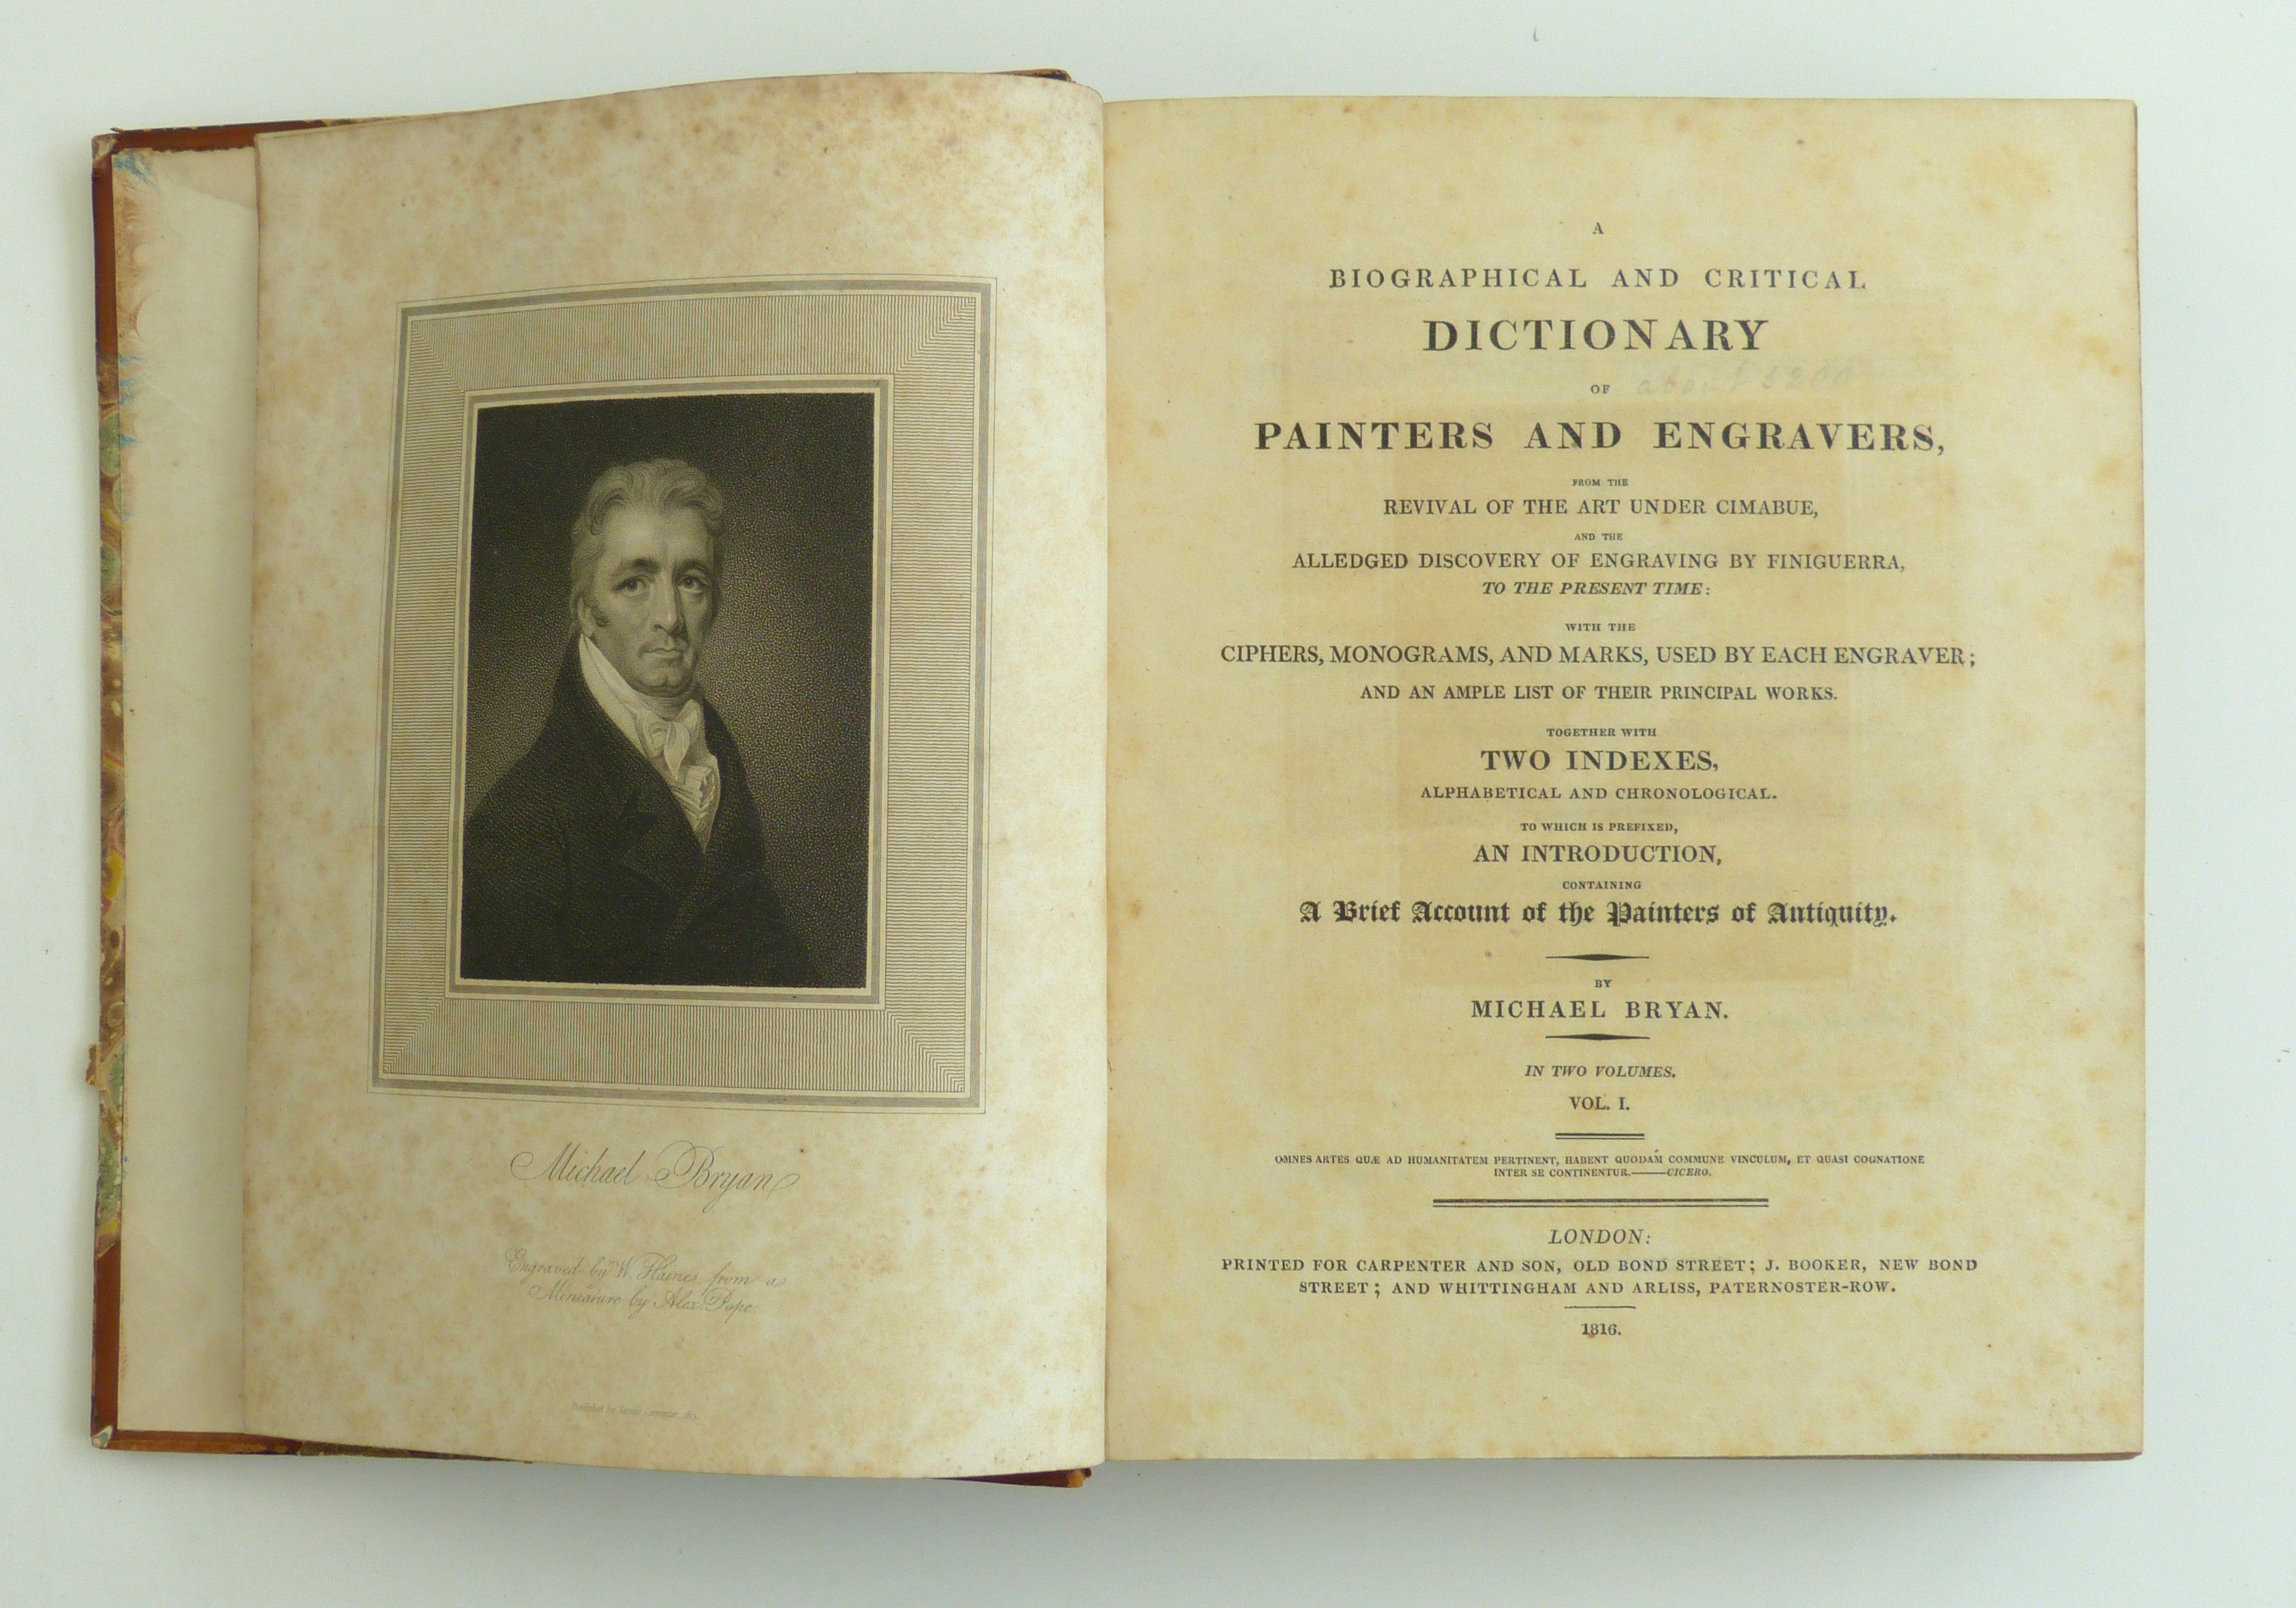 Michael Bryan
Engraved by W. Haines, from a
Miniature by Alex. Pope.
Published by James Carpenter, 
A
BIOGRAPHICAL AND CRITICAL
DICTIONARY
OF about 5200
PAINTERS AND ENGRAVERS,
FROM THE
REVIVAL OF THE ART UNDER CIMABUE,
AND THE
ALLEDGED DISCOVERY OF ENGRAVING BY FINIGUERRA,
TO THE PRESENT TIME:
WITH THE
CIPHERS, MONOGRAMS, AND MARKS, USED BY EACH ENGRAVER;
AND AN AMPLE LIST OF THEIR PRINCIPAL WORKS.
TOGETHER WITH
TWO INDEXES,
ALPHABETICAL AND CHRONOLOGICAL.
TO WHICH IS PREFIXED,
AN INTRODUCTION,
CONTAINING
A Brief Account of the Painters of Antiquity.
BY
MICHAEL BRYAN.
IN TWO VOLUMES.
VOL. I.
OMNES ARTES QUÆ AD HUMANITATEM PERTINENT, HABENT QUODAM COMMUNE VINCULUM, ET QUASI COGNATIONE
INTER SE CONTINENTUR.——CICERO.
LONDON:
PRINTED FOR CARPENTER AND SON, OLD BOND STREET; J. BOOKER, NEW BOND
STREET; AND WHITTINGHAM AND ARLISS, PATERNOSTER-ROW.
1816.